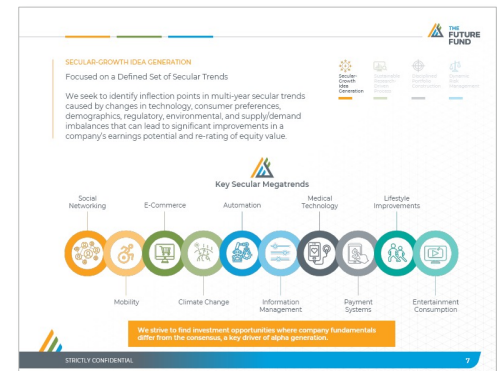 THE
FUTURE
FUND
SECULAR-GROWTH IDEA GENERATION
Focused on a Defined Set of Secular Trends
We seek to identify inflection points in multi-year secular trends
caused by changes in technology, consumer preferences,
demographics, regulatory, environmental, and supply/demand
imbalances that can lead to significant improvements in a
company's earnings potential and re-rating of equity value.
Secular-
Growth
Idea
Generation
Key Secular Megatrends
Social
Networking
E-Commerce
Automation
Medical
Technology
Lifestyle
Improvements
Mobility
Climate Change
Information
Management
Payment
Systems
Entertainment
Consumption
We strive to find investment opportunities where company fundamentals
differ from the consensus, a key driver of alpha generation.
STRICTLY CONFIDENTIAL
7